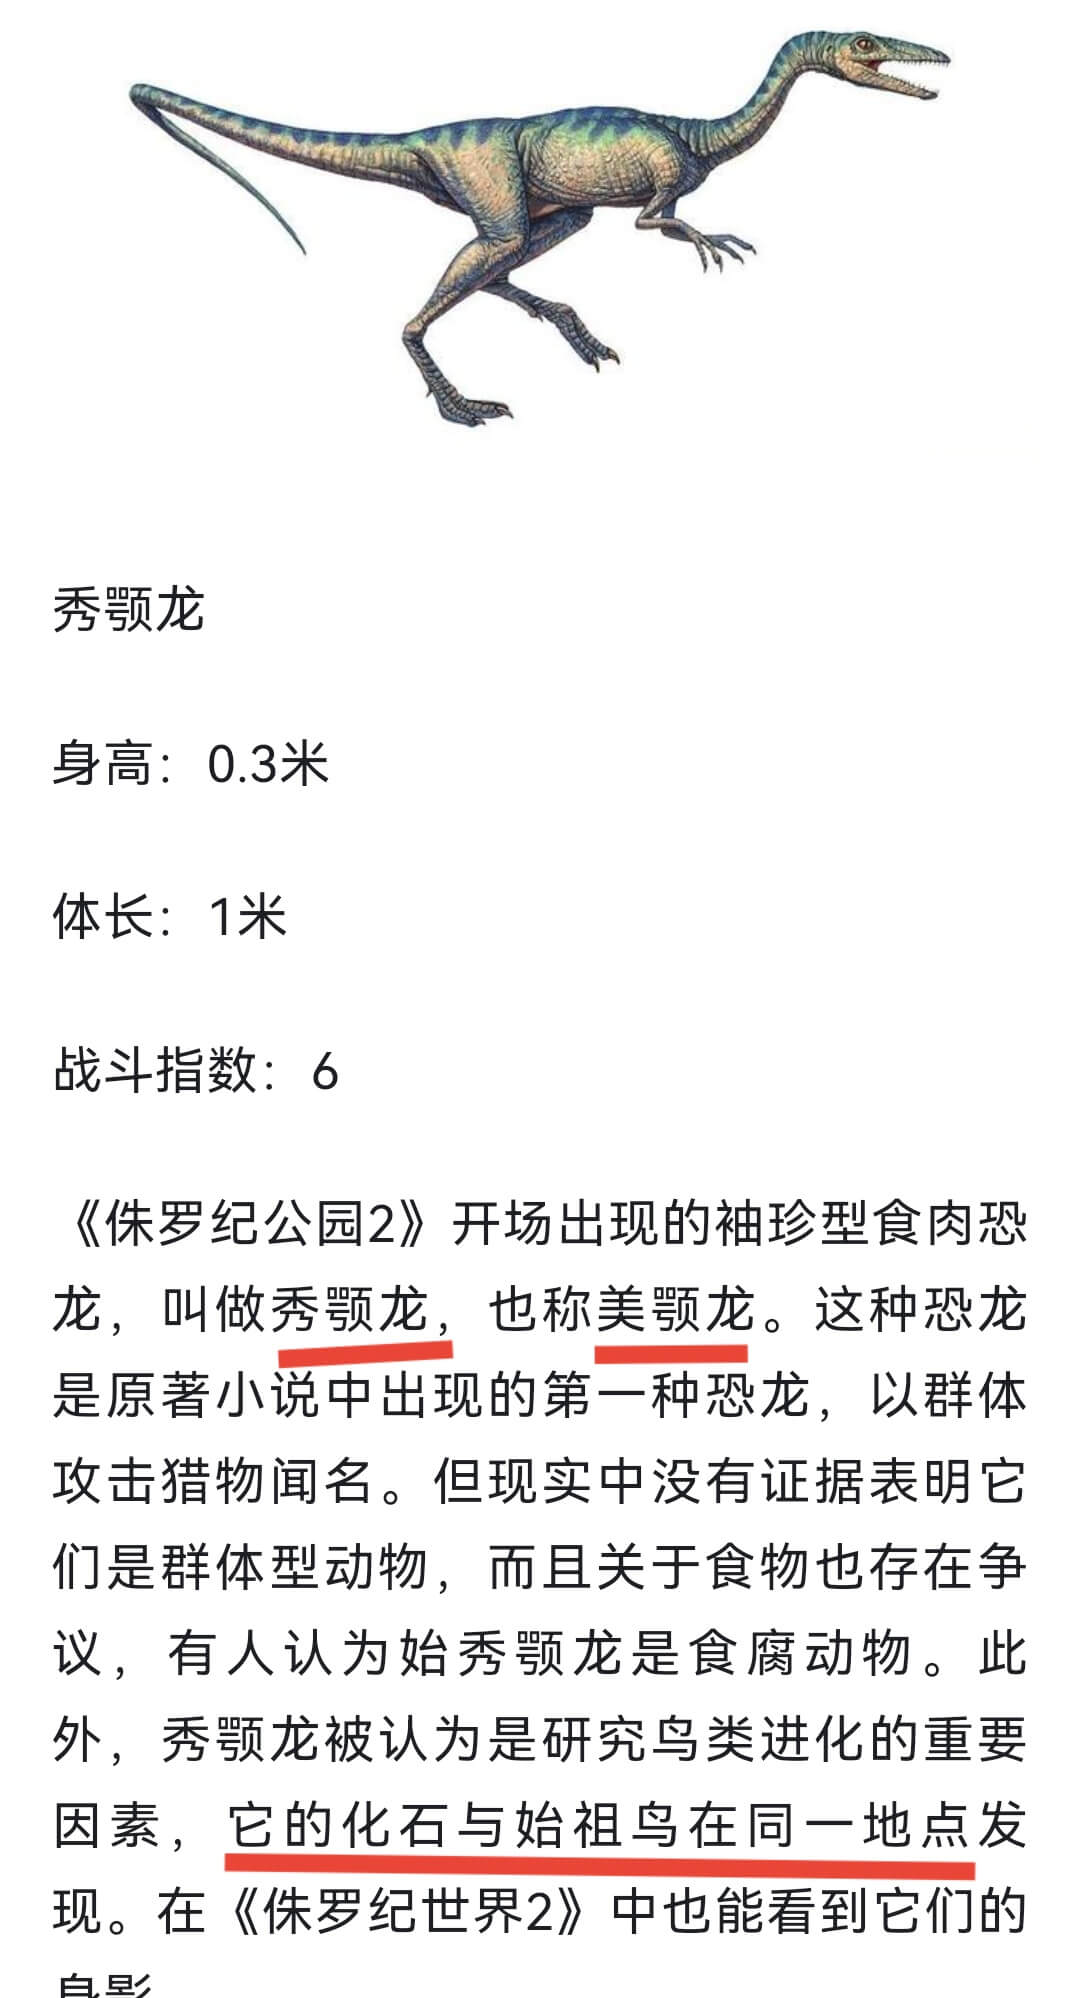 秀颚龙
身高：0.3米
体长：1米
战斗指数：6
《侏罗纪公园2》开场出现的袖珍型食肉恐
龙，叫做秀颚龙，也称美颚龙。这种恐龙
是原著小说中出现的第一种恐龙，以群体
攻击猎物闻名。但现实中没有证据表明它
们是群体型动物，而且关于食物也存在争
议，有人认为始秀颚龙是食腐动物。此
外，秀颚龙被认为是研究鸟类进化的重要
因素，它的化石与始祖鸟在同一地点发
现。在《侏罗纪世界2》中也能看到它们的
身影